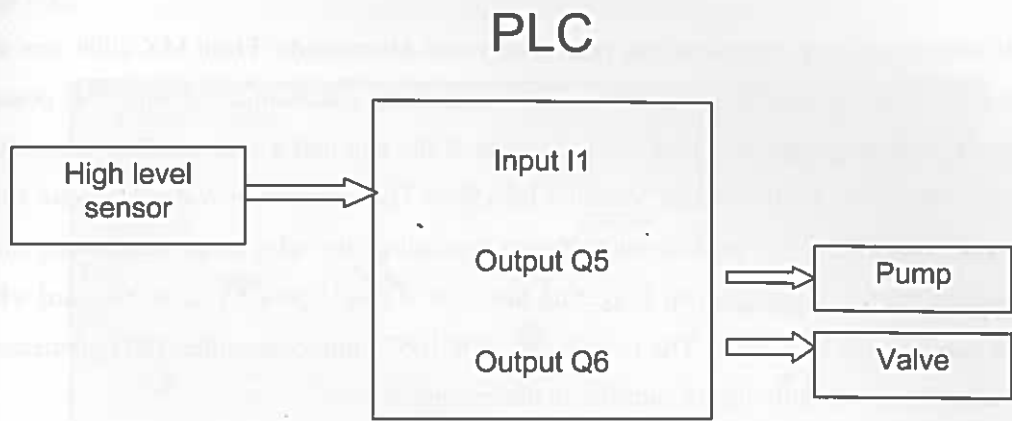 PLC
High level
sensor
Input I1
Output Q5
Pump
Output Q6
Valve